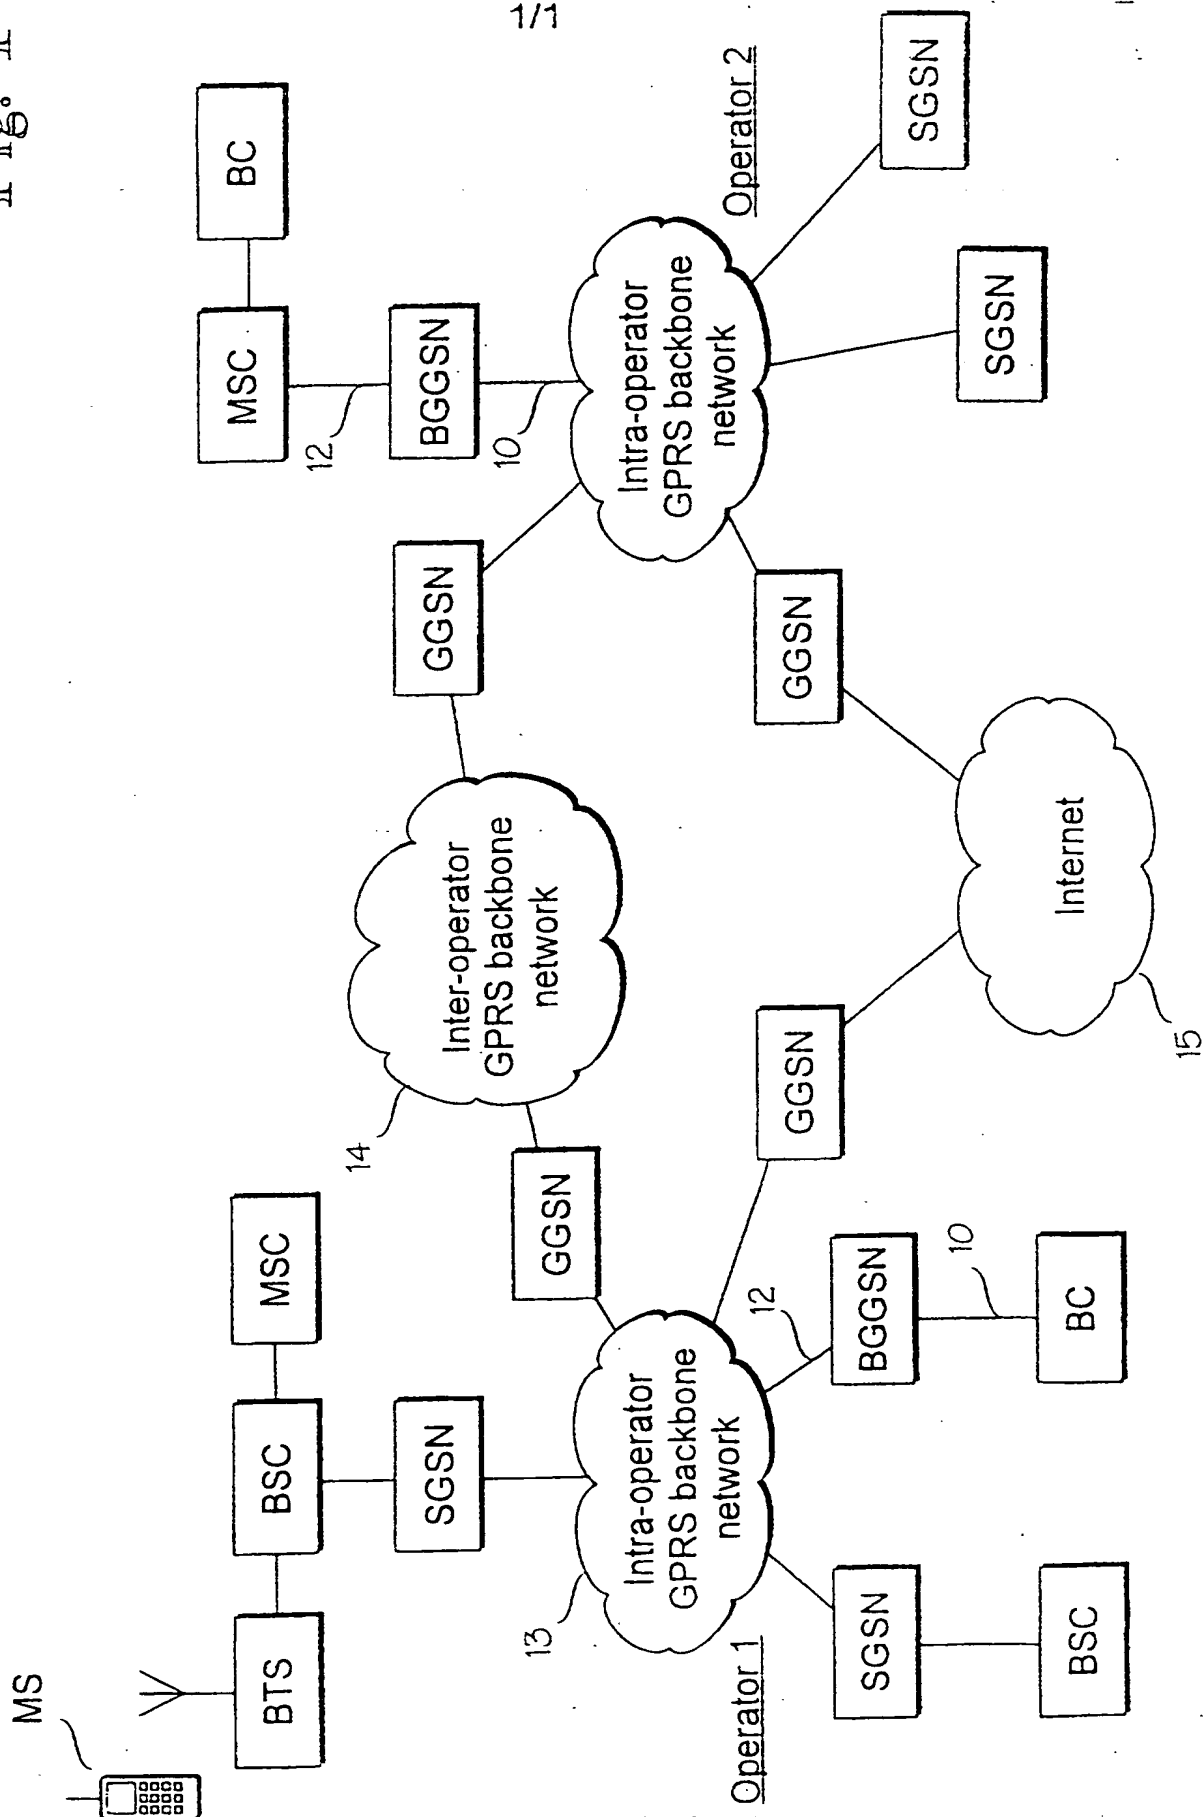 1/1
Fig. 1
MS
BTS
BSC
MSC
SGSN
13
Intra-operator
GPRS backbone
network
Operator 1
SGSN
BSC
GGSN
14
Inter-operator
GPRS backbone
network
12
BGGSN
10
BC
GGSN
15
Internet
GGSN
GGSN
MSC
BC
12
BGGSN
10
Intra-operator
GPRS backbone
network
Operator 2
SGSN
SGSN